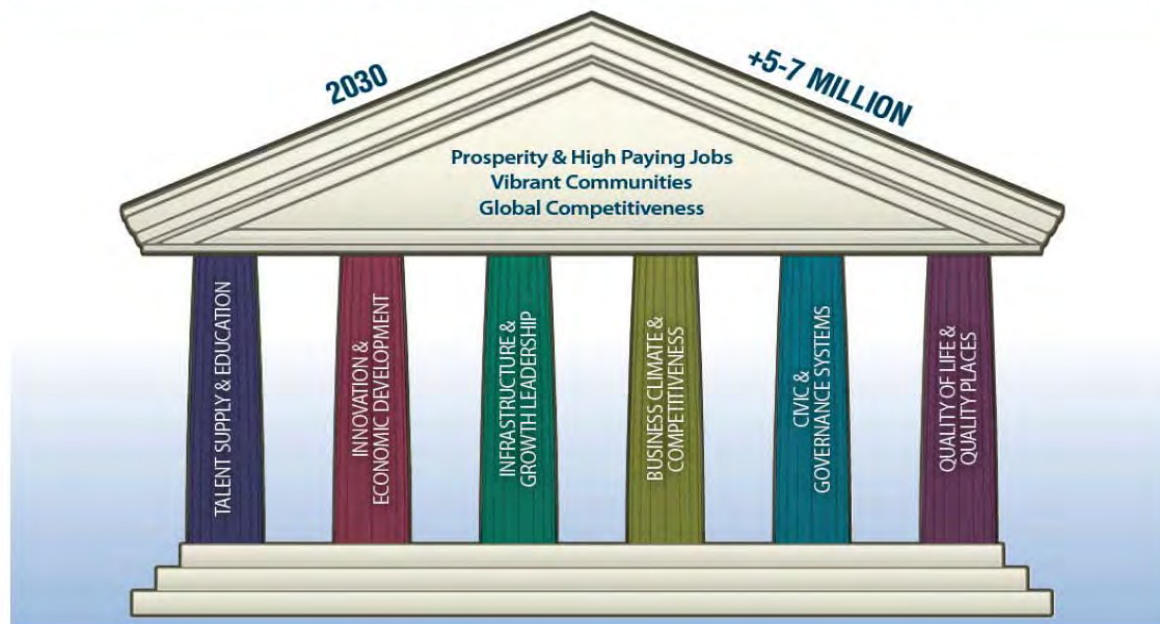 2030
+5-7 MILLION
Prosperity & High Paying Jobs
Vibrant Communities
Global Competitiveness
TALENT SUPPLY & EDUCATION
INNOVATION &
ECONOMIC DEVELOPMENT
INFRASTRUCTURE &
GROWTH LEADERSHIP
BUSINESS CLIMATE &
COMPETITIVENESS
CIVIC &
GOVERNANCE SYSTEMS
QUALITY OF LIFE &
QUALITY PLACES